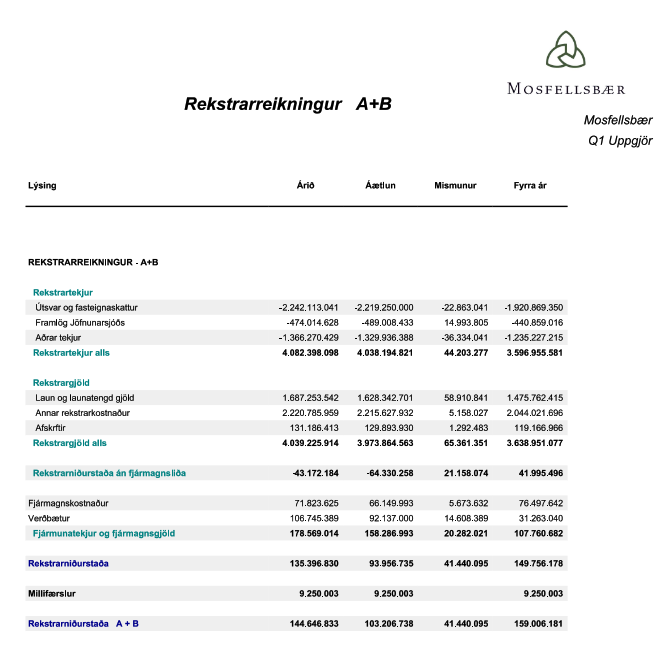 MOSFELLSBÆR
Rekstrarreikningur A+B
Mosfellsbær
Q1 Uppgjör
Lýsing Árið Áætlun Mismunur Fyrra ár
REKSTRARREIKNINGUR - A+B
Rekstrartekjur
Útsvar og fasteignaskattur -2.242.113.041 -2.219.250.000 -22.863.041 -1.920.869.350
Framlög Jöfnunarsjóðs -474.014.628 -489.008.433 14.993.805 -440.859.016
Aðrar tekjur -1.366.270.429 -1.329.936.388 -36.334.041 -1.235.227.215
Rekstrartekjur alls 4.082.398.098 4.038.194.821 44.203.277 3.596.955.581
Rekstrargjöld
Laun og launatengd gjöld 1.687.253.542 1.628.342.701 58.910.841 1.475.762.415
Annar rekstrarkostnaður 2.220.785.959 2.215.627.932 5.158.027 2.044.021.696
Afskrftir 131.186.413 129.893.930 1.292.483 119.166.966
Rekstrargjöld alls 4.039.225.914 3.973.864.563 65.361.351 3.638.951.077
Rekstrarniðurstaða án fjármagnsliða -43.172.184 -64.330.258 21.158.074 41.995.496
Fjármagnskostnaður 71.823.625 66.149.993 5.673.632 76.497.642
Verðbætur 106.745.389 92.137.000 14.608.389 31.263.040
Fjármunatekjur og fjármagnsgjöld 178.569.014 158.286.993 20.282.021 107.760.682
Rekstrarniðurstaða 135.396.830 93.956.735 41.440.095 149.756.178
Millifærslur 9.250.003 9.250.003 9.250.003
Rekstrarniðurstaða A + B 144.646.833 103.206.738 41.440.095 159.006.181